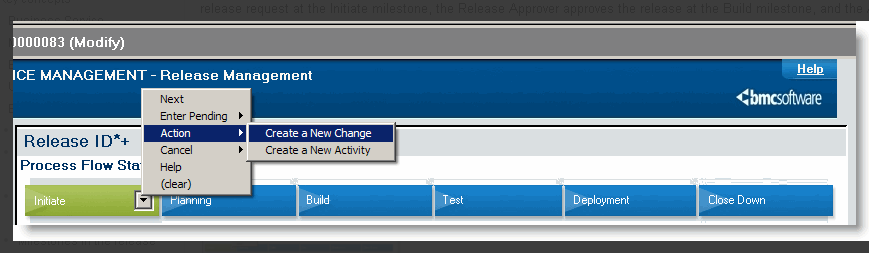 release request at the Initiate milestone, the Release Approver approves the release at the Build milestone, and the
0000083 (Modify)
ICE MANAGEMENT - Release Management
Help
bmcsoftware
Next
Enter Pending
Action
Create a New Change
Release ID*+
Cancel
Create a New Activity
Process Flow Sta
Help
(clear)
Initiate
Planning
Build
Test
Deployment
Close Down